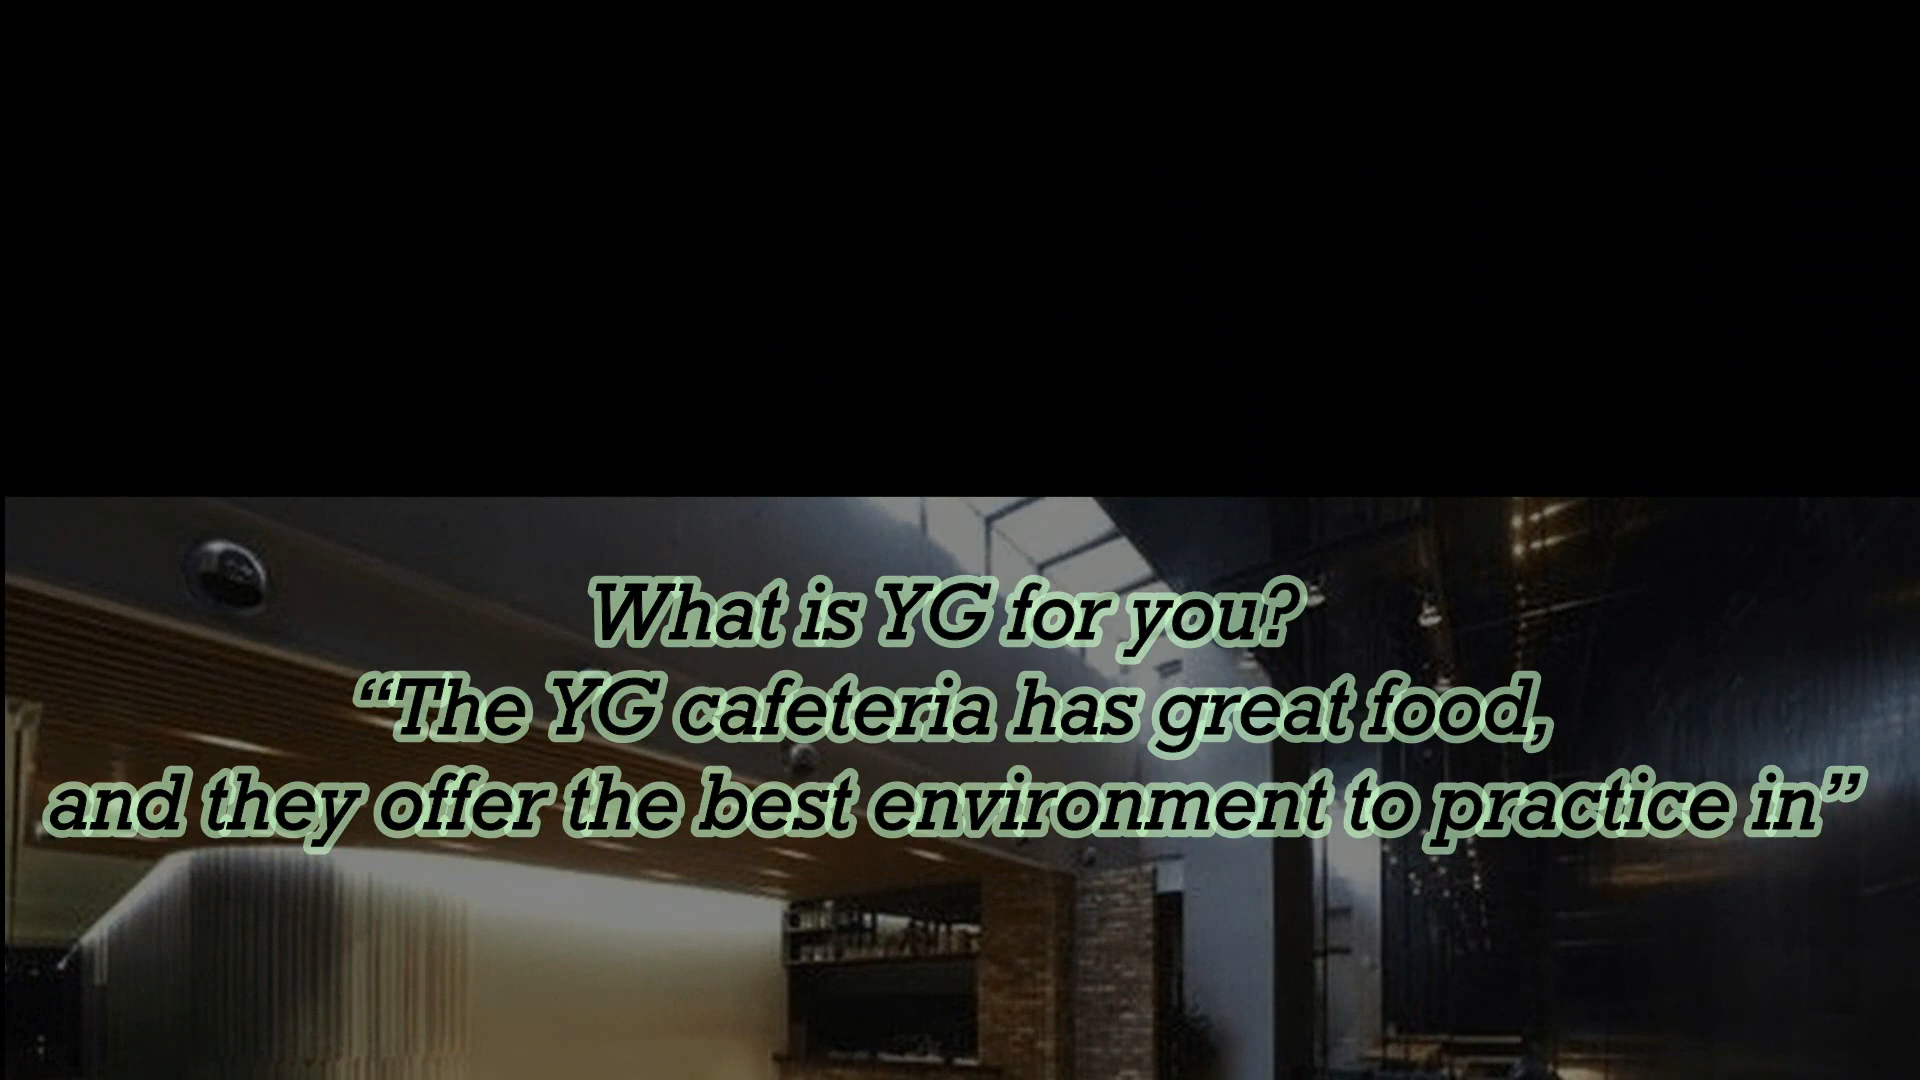 What is YG for you?
“The YG cafeteria has great food,
and they offer the best environment to practice in”